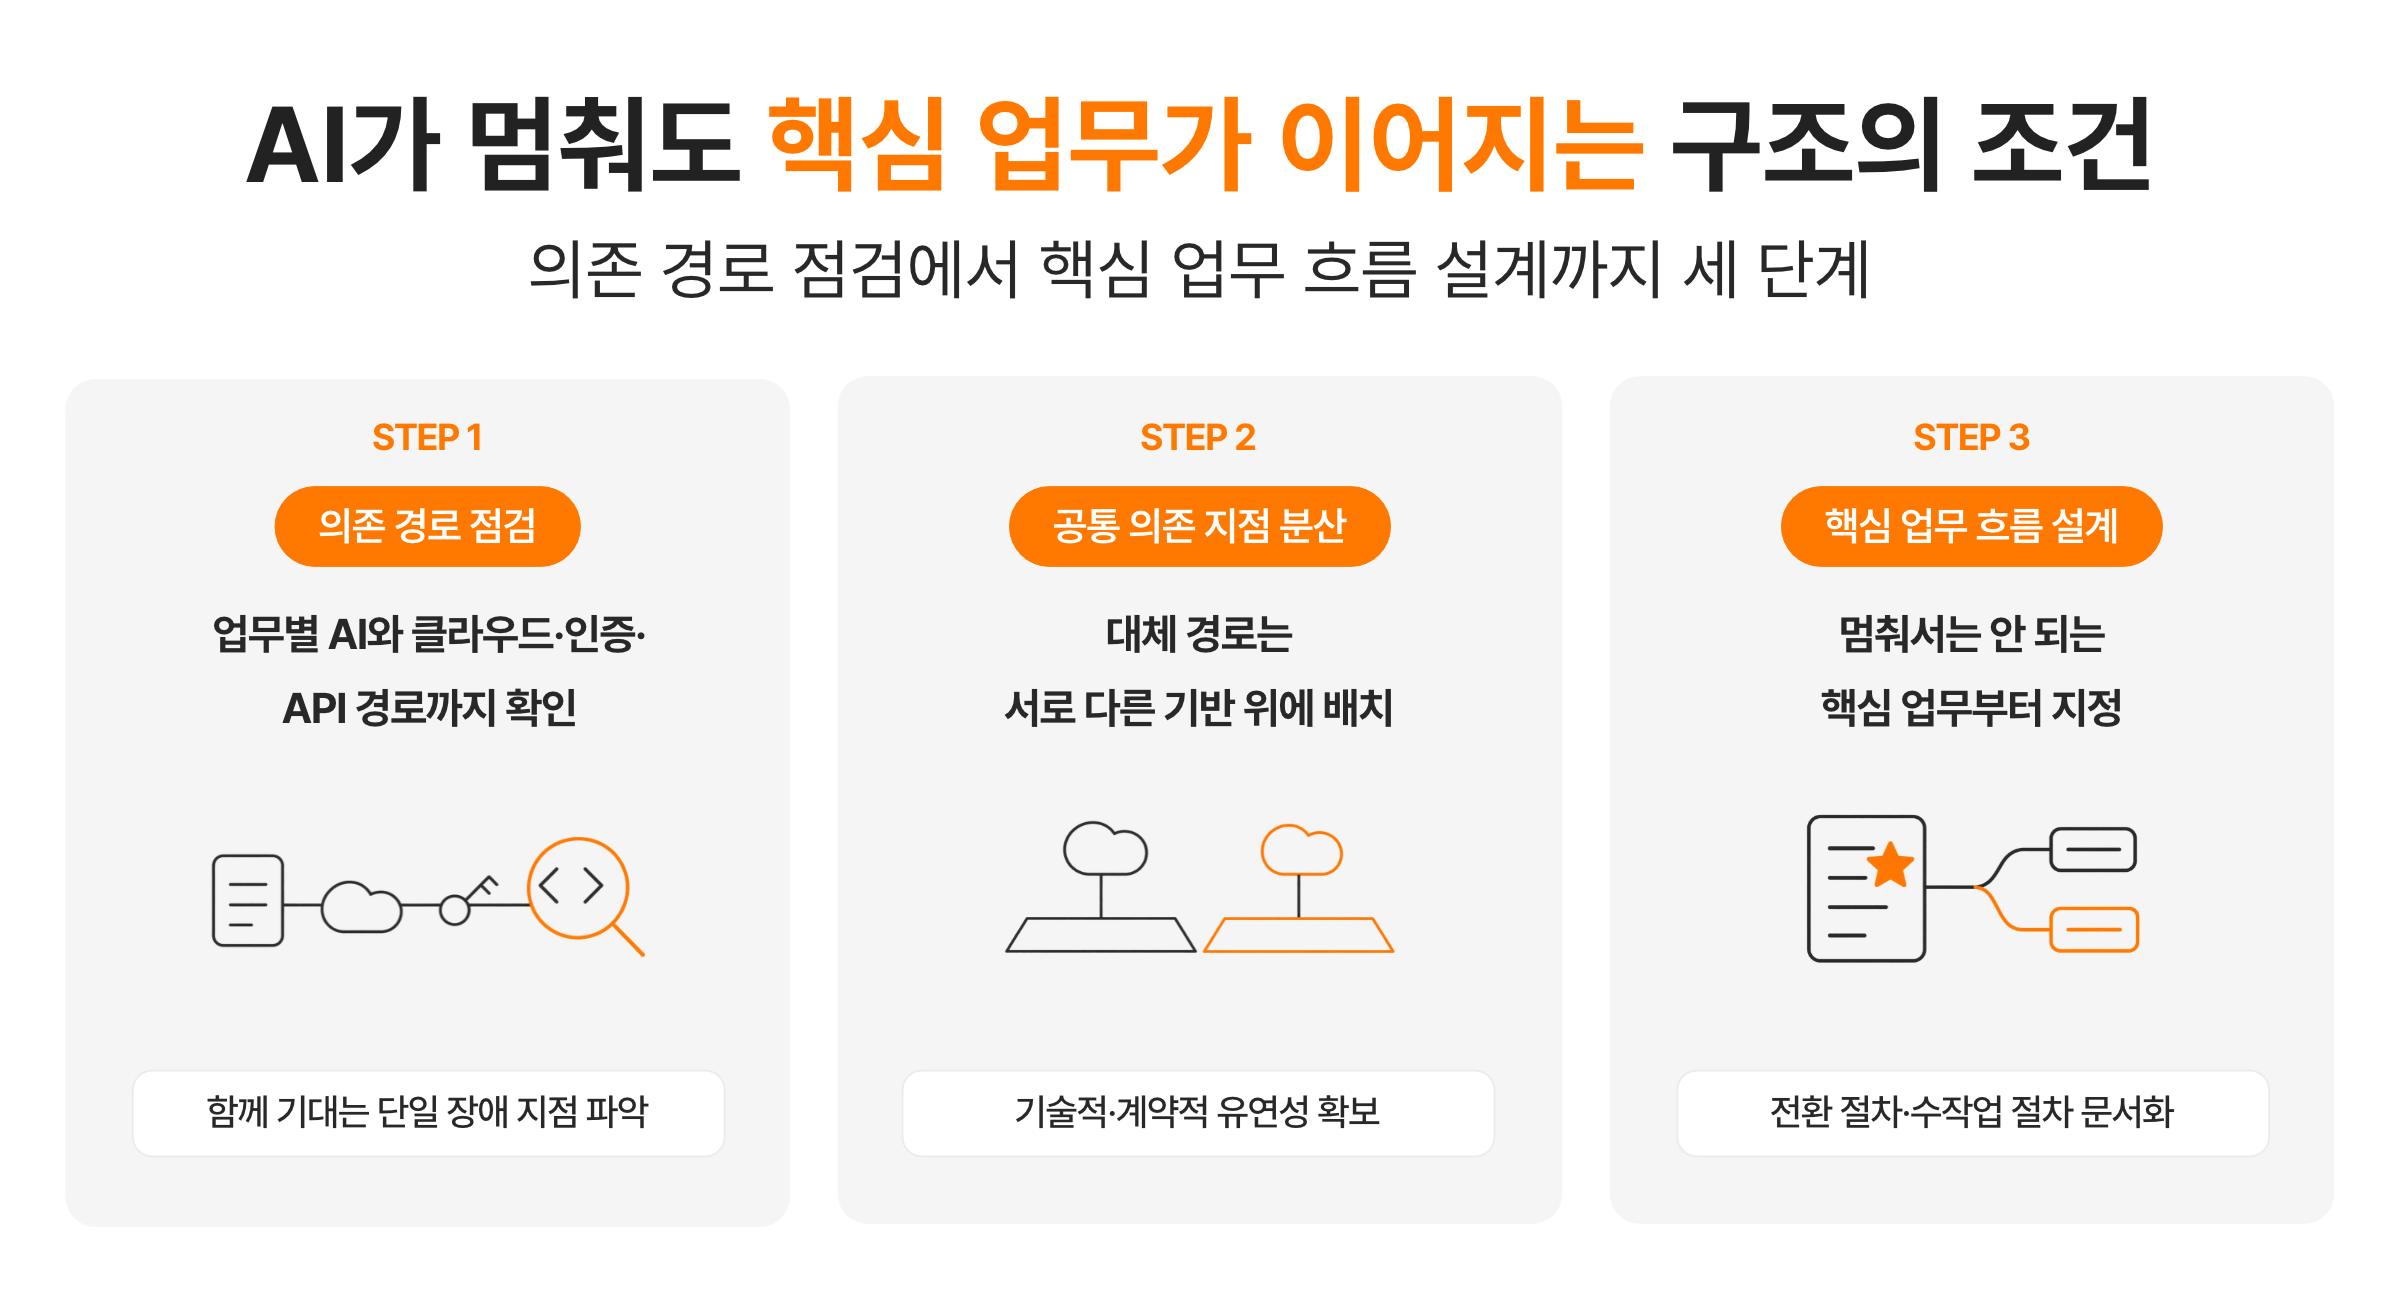 AI가 멈춰도 핵심 업무가 이어지는 구조의 조건
의존 경로 점검에서 핵심 업무 흐름 설계까지 세 단계
STEP 1
의존 경로 점검
업무별 AI와 클라우드·인증·
API 경로까지 확인
함께 기대는 단일 장애 지점 파악
STEP 2
공통 의존 지점 분산
대체 경로는
서로 다른 기반 위에 배치
기술적·계약적 유연성 확보
STEP 3
핵심 업무 흐름 설계
멈춰서는 안 되는
핵심 업무부터 지정
전환 절차·수작업 절차 문서화